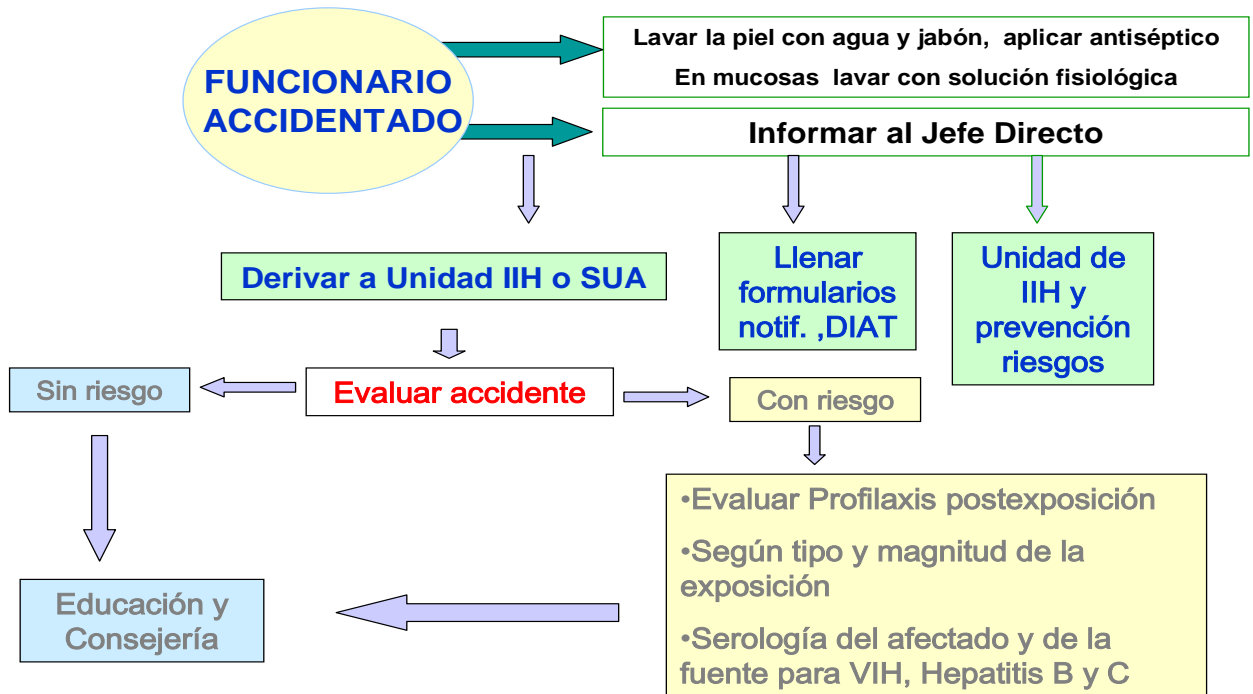 FUNCIONARIO
ACCIDENTADO
Lavar la piel con agua y jabón, aplicar antiséptico
En mucosas lavar con solución fisiológica
Informar al Jefe Directo
Derivar a Unidad IIH o SUA
Llenar
formularios
notif. ,DIAT
Unidad de
IIH y
prevención
riesgos
Sin riesgo
Evaluar accidente
Con riesgo
•Evaluar Profilaxis postexposición
•Según tipo y magnitud de la
exposición
•Serología del afectado y de la
fuente para VIH, Hepatitis B y C
Educación y
Consejería